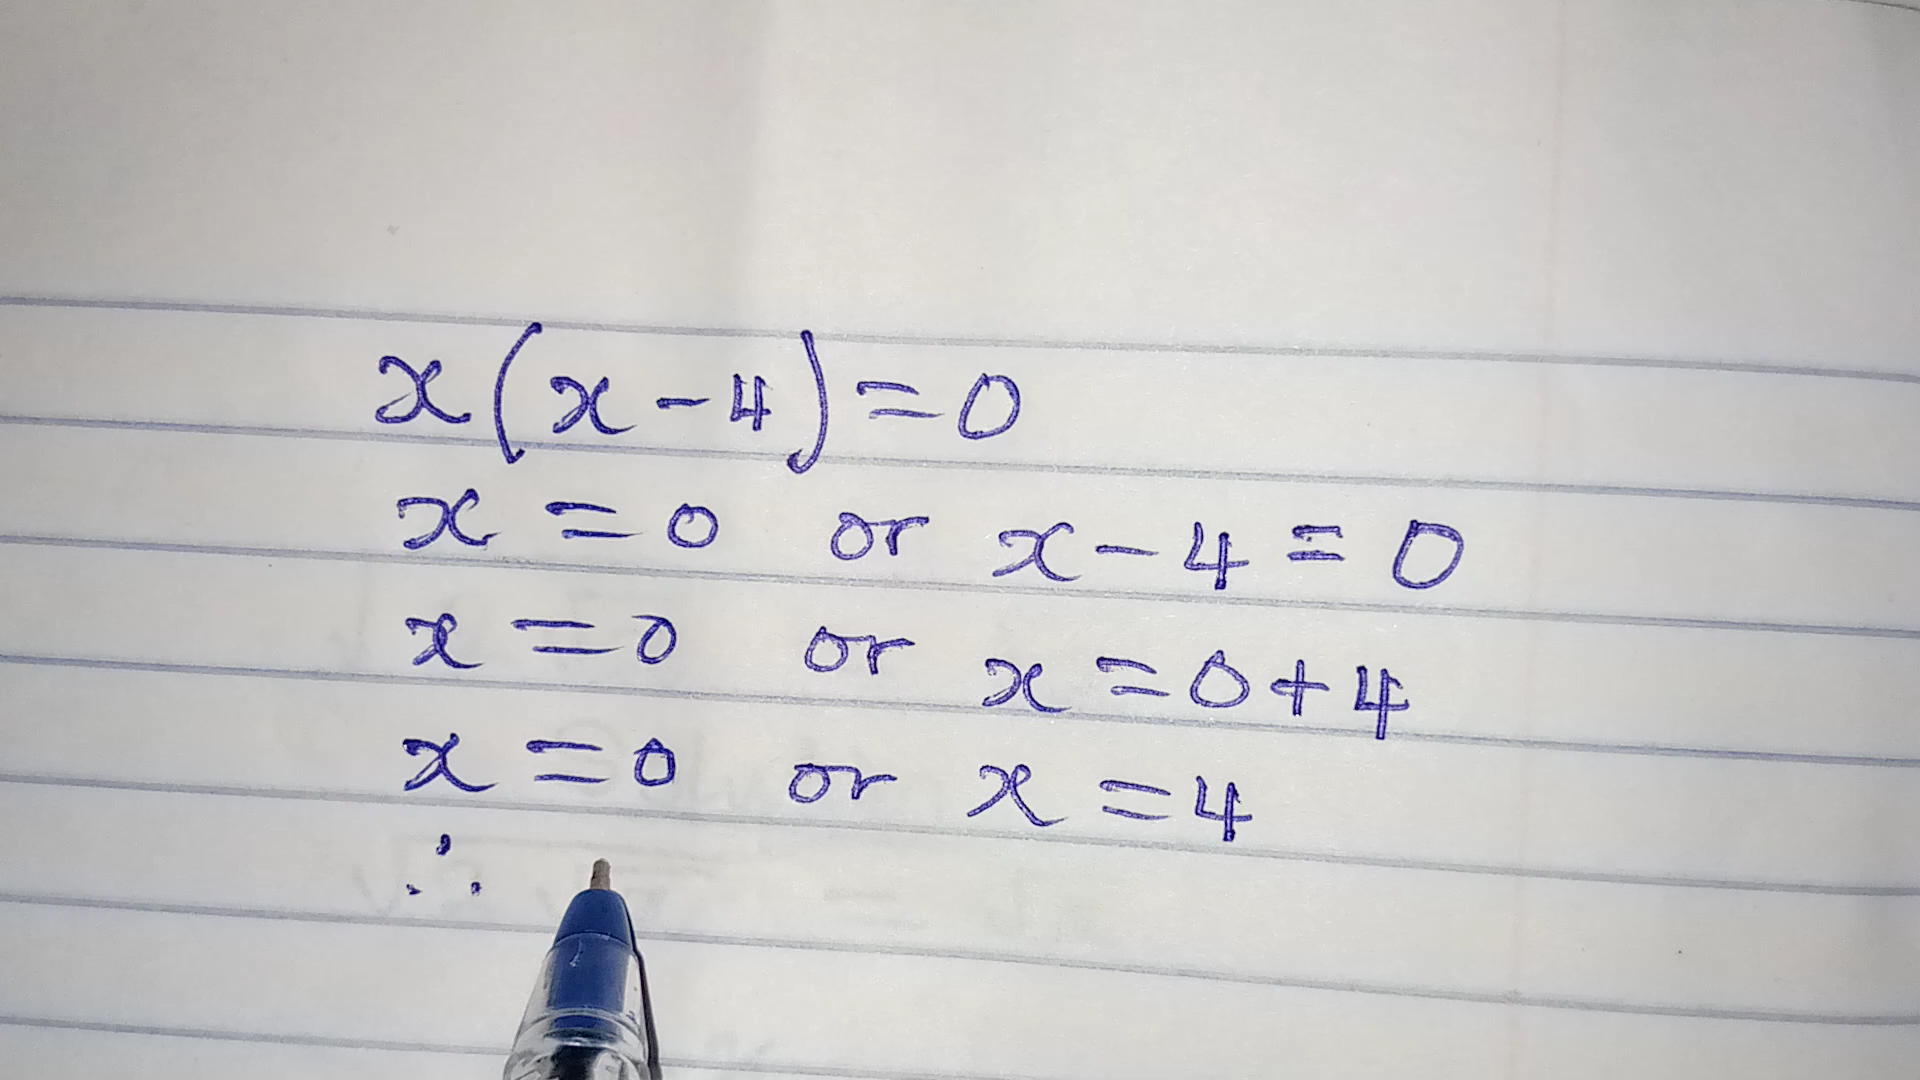 x(x-4)=0
x = 0 or x-4 = 0
x = 0 or x = 0+4
x = 0 or x = 4
∴